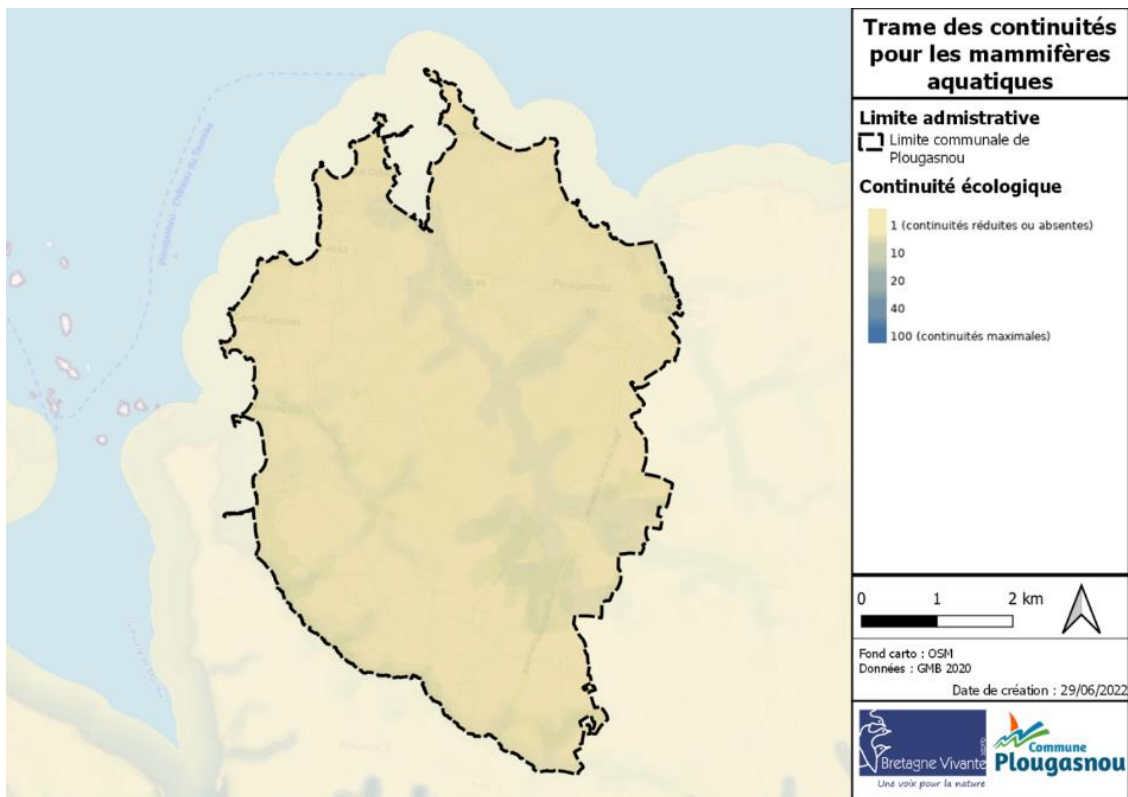 Trame des continuités
pour les mammifères
aquatiques
Limite admistrative
Limite communale de
Plougasnou
Continuité écologique
1 (continuités réduites ou absentes)
10
20
40
100 (continuités maximales)
0 1 2 km
Fond carto : OSM
Données : GMB 2020
Date de création : 29/06/2022
Bretagne Vivante
Une voix pour la nature
Commune
Plougasnou
Plougasnou